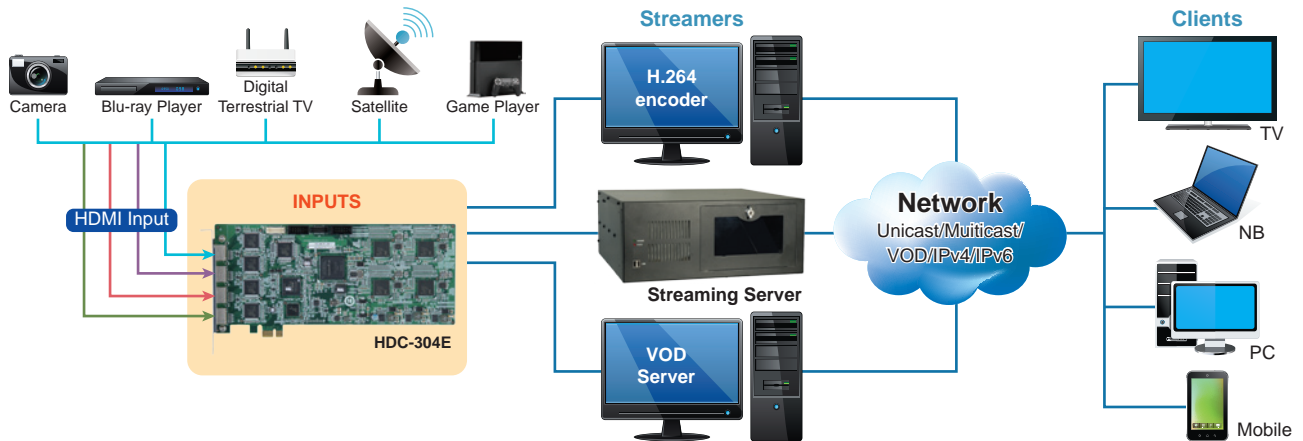 Streamers
Clients
Camera
Blu-ray Player
Digital
Terrestrial TV
Satellite
Game Player
H.264
encoder
TV
HDMI Input
INPUTS
HDC-304E
Streaming Server
Network
Unicast/Muiticast/
VOD/IPv4/IPv6
NB
VOD
Server
PC
Mobile